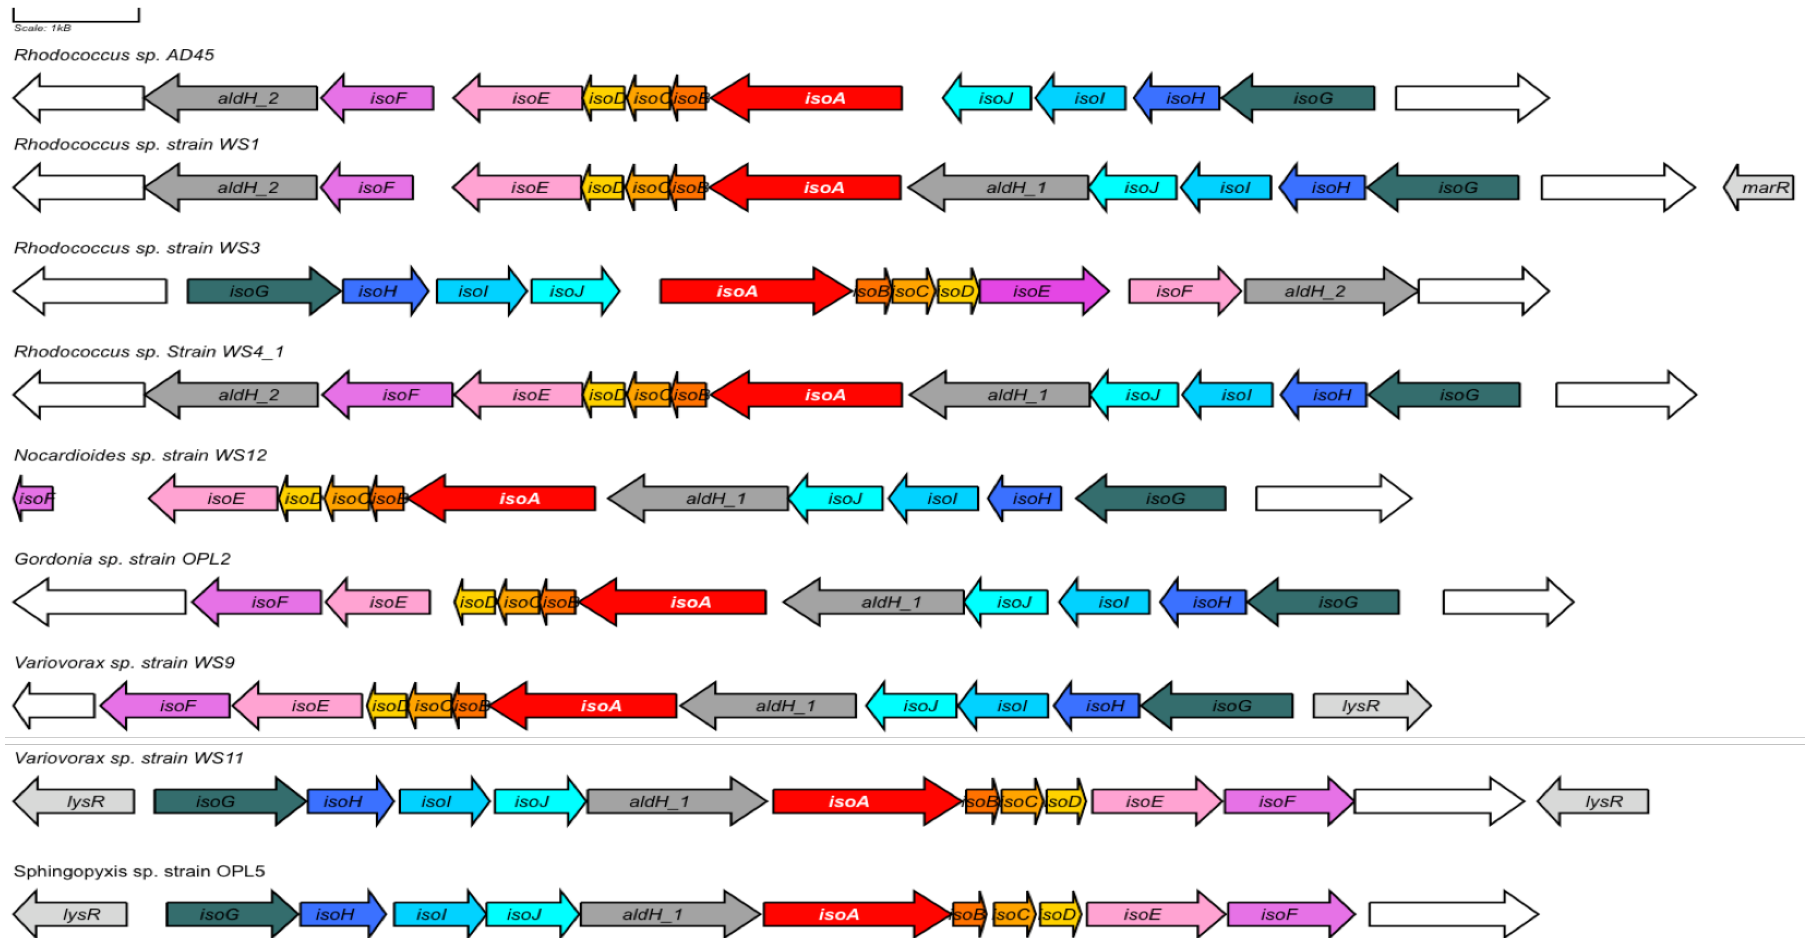 Scale: 1kB
Rhodococcus sp. AD45
aldH_2 isoF isoE isoD isoC isoB isoA isoJ isoI isoH isoG
Rhodococcus sp. strain WS1
aldH_2 isoF isoE isoD isoC isoB isoA aldH_1 isoJ isoI isoH isoG marR
Rhodococcus sp. strain WS3
isoG isoH isoI isoJ isoA isoB isoC isoD isoE isoF aldH_2
Rhodococcus sp. Strain WS4_1
aldH_2 isoF isoE isoD isoC isoB isoA aldH_1 isoJ isoI isoH isoG
Nocardioides sp. strain WS12
isoF isoE isoD isoC isoB isoA aldH_1 isoJ isoI isoH isoG
Gordonia sp. strain OPL2
isoF isoE isoD isoC isoB isoA aldH_1 isoJ isoI isoH isoG
Variovorax sp. strain WS9
isoF isoE isoD isoC isoB isoA aldH_1 isoJ isoI isoH isoG lysR
Variovorax sp. strain WS11
lysR isoG isoH isoI isoJ aldH_1 isoA isoB isoC isoD isoE isoF lysR
Sphingopyxis sp. strain OPL5
lysR isoG isoH isoI isoJ aldH_1 isoA isoB isoC isoD isoE isoF